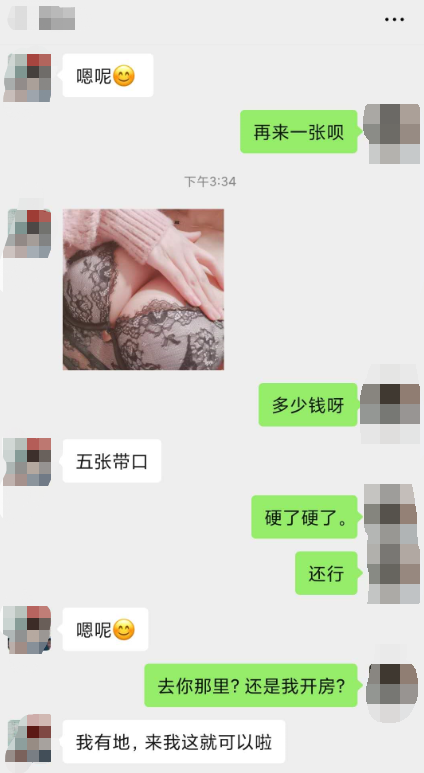 嗯呢😊
再来一张呗
下午3:34
多少钱呀
五张带口
硬了硬了。
还行
嗯呢😊
去你那里?还是我开房?
我有地,来我这就可以啦